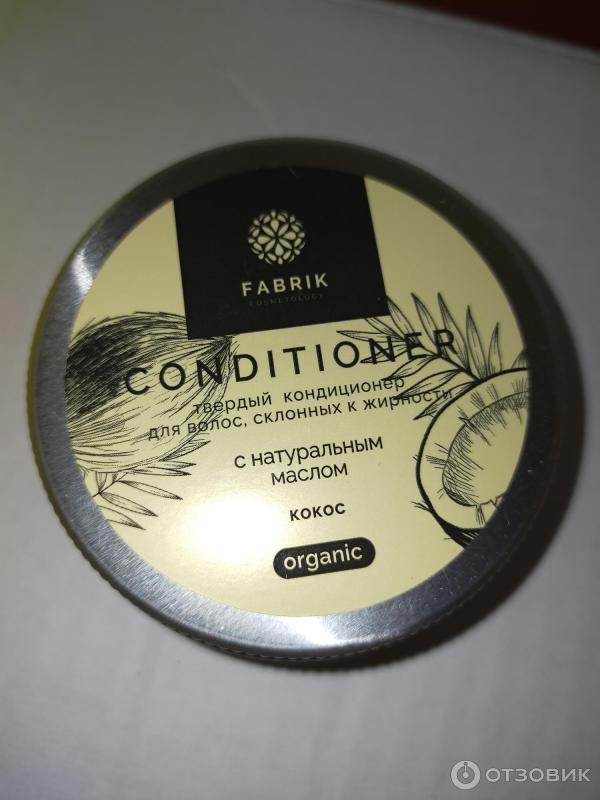 FABRIK
COSMETOLOGY
CONDITIONER
твердый кондиционер
для волос, склонных к жирности
с натуральным
маслом
кокос
organic
ОТЗОВИК